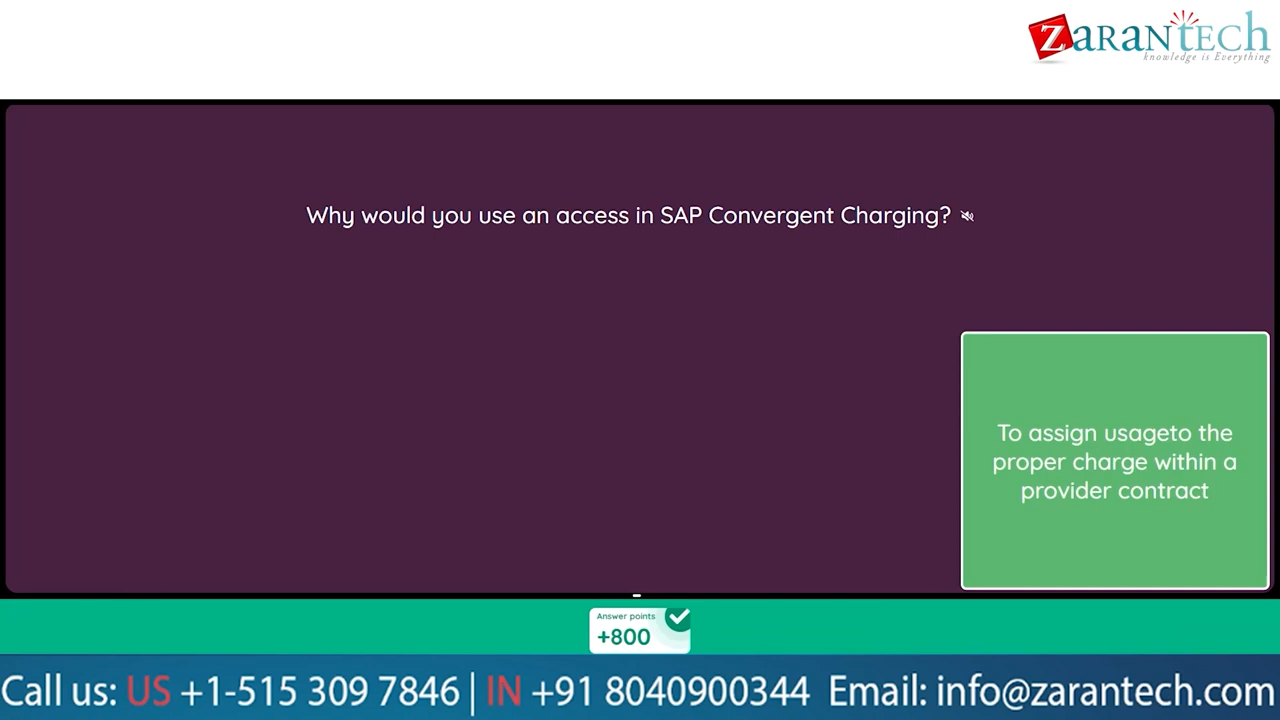 ZARANTECH
knowledge is Everything
Why would you use an access in SAP Convergent Charging?
To assign usageto the
proper charge within a
provider contract
Answer points
+800
Call us: US +1-515 309 7846 | IN +91 8040900344 Email: info@zarantech.com